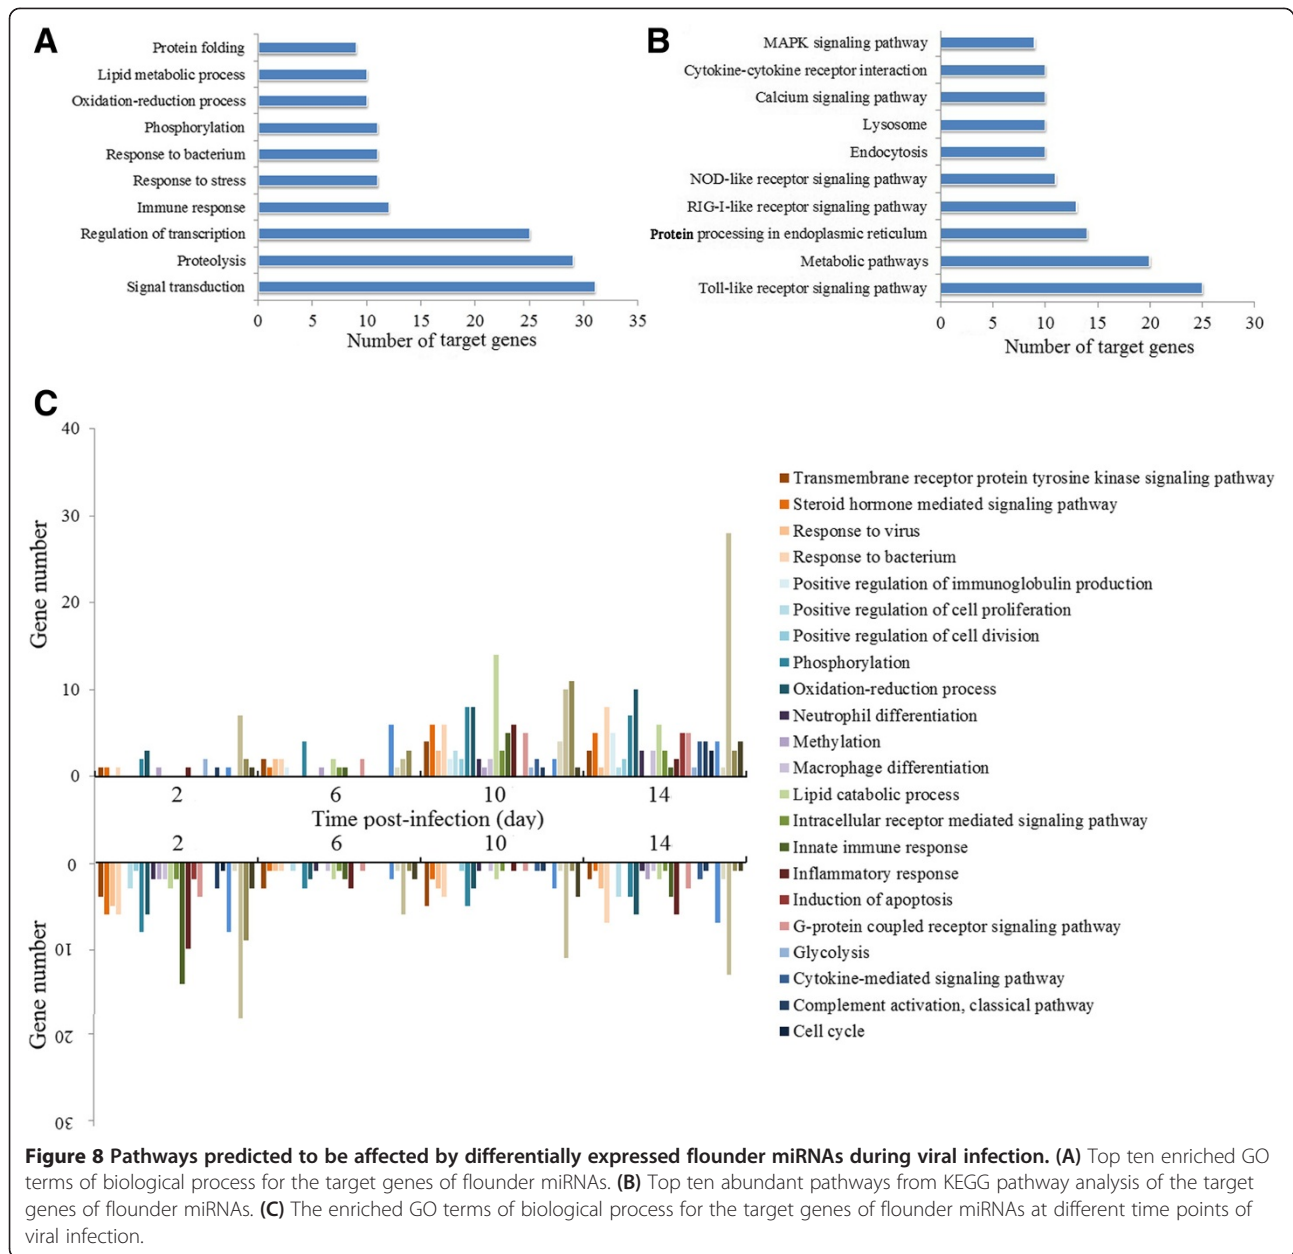 A
Protein folding
Lipid metabolic process
Oxidation-reduction process
Phosphorylation
Response to bacterium
Response to stress
Immune response
Regulation of transcription
Proteolysis
Signal transduction
0 5 10 15 20 25 30 35
Number of target genes
B
MAPK signaling pathway
Cytokine-cytokine receptor interaction
Calcium signaling pathway
Lysosome
Endocytosis
NOD-like receptor signaling pathway
RIG-I-like receptor signaling pathway
Protein processing in endoplasmic reticulum
Metabolic pathways
Toll-like receptor signaling pathway
0 5 10 15 20 25 30
Number of target genes
C
40
30
20
10
0
Gene number
2 6 10 14
Time post-infection (day)
2 6 10 14
0
10
20
30
Gene number
Transmembrane receptor protein tyrosine kinase signaling pathway
Steroid hormone mediated signaling pathway
Response to virus
Response to bacterium
Positive regulation of immunoglobulin production
Positive regulation of cell proliferation
Positive regulation of cell division
Phosphorylation
Oxidation-reduction process
Neutrophil differentiation
Methylation
Macrophage differentiation
Lipid catabolic process
Intracellular receptor mediated signaling pathway
Innate immune response
Inflammatory response
Induction of apoptosis
G-protein coupled receptor signaling pathway
Glycolysis
Cytokine-mediated signaling pathway
Complement activation, classical pathway
Cell cycle
Figure 8 Pathways predicted to be affected by differentially expressed flounder miRNAs during viral infection. (A) Top ten enriched GO
terms of biological process for the target genes of flounder miRNAs. (B) Top ten abundant pathways from KEGG pathway analysis of the target
genes of flounder miRNAs. (C) The enriched GO terms of biological process for the target genes of flounder miRNAs at different time points of
viral infection.